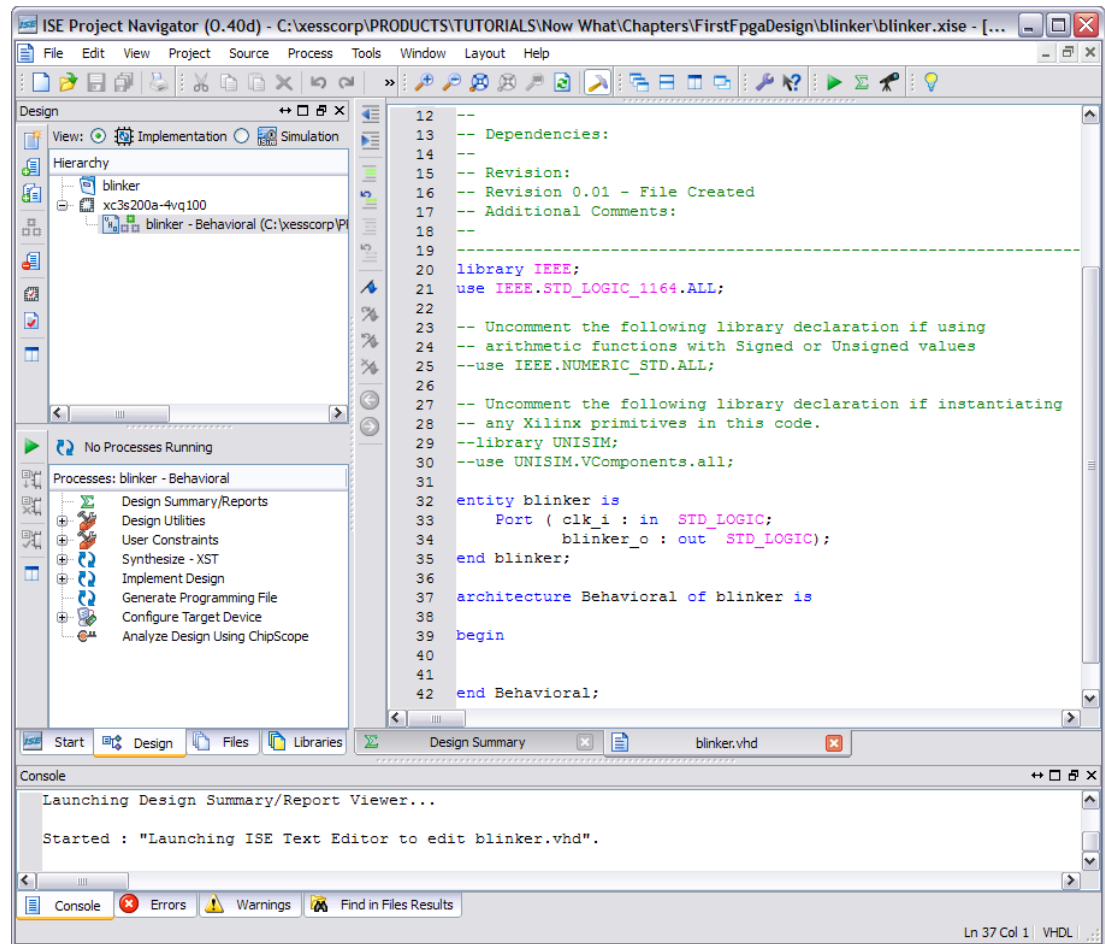 ISE Project Navigator (O.40d) - C:\xesscorp\PRODUCTS\TUTORIALS\Now What\Chapters\FirstFpgaDesign\blinker\blinker.xise - [...
File Edit View Project Source Process Tools Window Layout Help
Design
View: Implementation Simulation
Hierarchy
blinker
xc3s200a-4vq100
blinker - Behavioral (C:\xesscorp\P
No Processes Running
Processes: blinker - Behavioral
Design Summary/Reports
Design Utilities
User Constraints
Synthesize - XST
Implement Design
Generate Programming File
Configure Target Device
Analyze Design Using ChipScope
Start Design Files Libraries
12 --
13 -- Dependencies:
14 --
15 -- Revision:
16 -- Revision 0.01 - File Created
17 -- Additional Comments:
18 --
19 ----------------------------------------------------------------------------------
20 library IEEE;
21 use IEEE.STD_LOGIC_1164.ALL;
22
23 -- Uncomment the following library declaration if using
24 -- arithmetic functions with Signed or Unsigned values
25 --use IEEE.NUMERIC_STD.ALL;
26
27 -- Uncomment the following library declaration if instantiating
28 -- any Xilinx primitives in this code.
29 --library UNISIM;
30 --use UNISIM.VComponents.all;
31
32 entity blinker is
33 Port ( clk_i : in STD_LOGIC;
34 blinker_o : out STD_LOGIC);
35 end blinker;
36
37 architecture Behavioral of blinker is
38
39 begin
40
41
42 end Behavioral;
Design Summary blinker.vhd
Console
Launching Design Summary/Report Viewer...
Started : "Launching ISE Text Editor to edit blinker.vhd".
Console Errors Warnings Find in Files Results
Ln 37 Col 1 VHDL